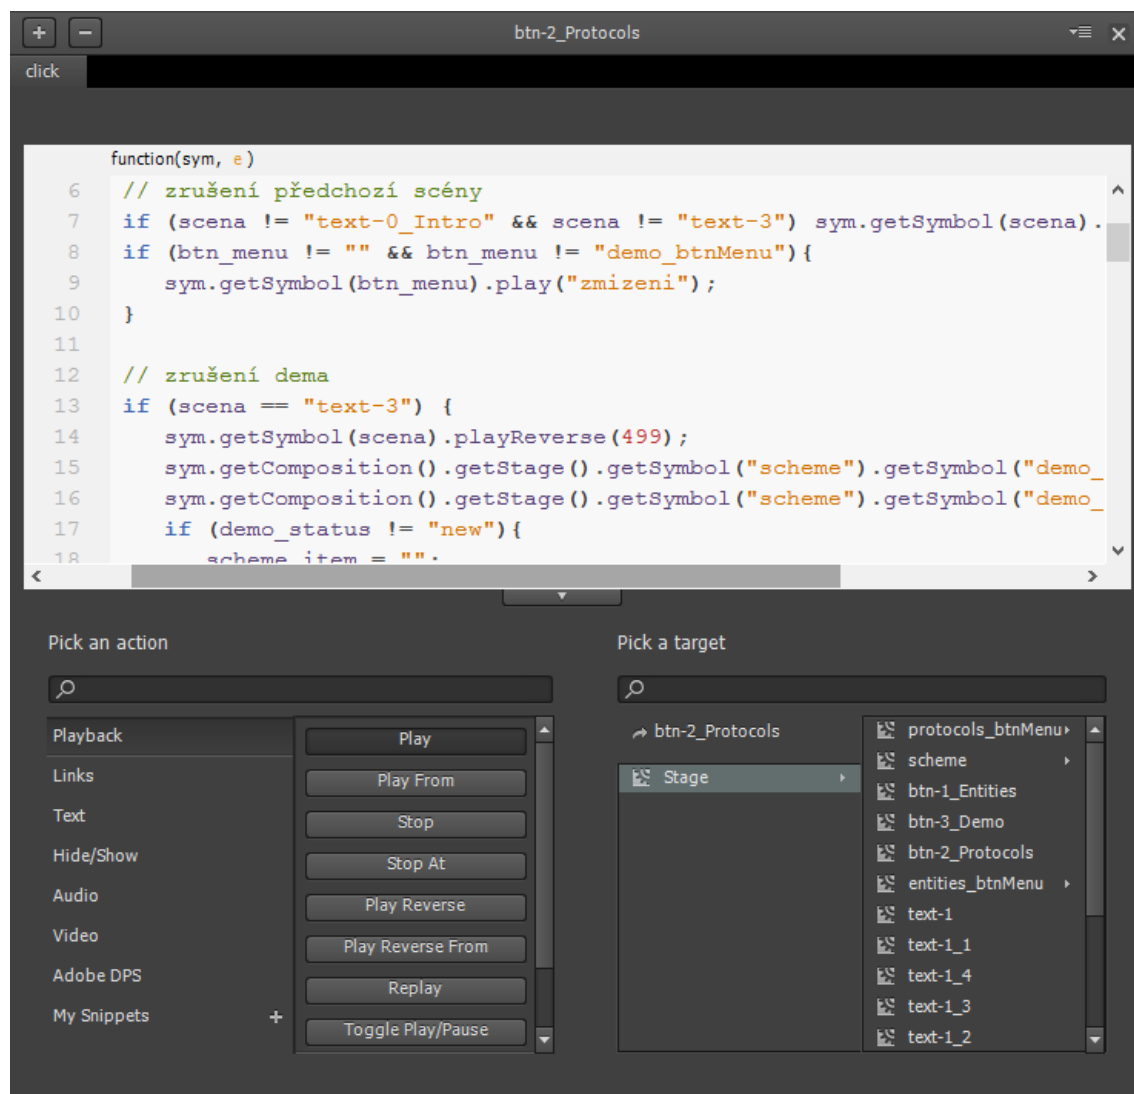 + − btn-2_Protocols
click
function(sym, e)
6 // zrušení předchozí scény
7 if (scena != "text-0_Intro" && scena != "text-3") sym.getSymbol(scena).
8 if (btn_menu != "" && btn_menu != "demo_btnMenu"){
9 sym.getSymbol(btn_menu).play("zmizeni");
10 }
11
12 // zrušení dema
13 if (scena == "text-3") {
14 sym.getSymbol(scena).playReverse(499);
15 sym.getComposition().getStage().getSymbol("scheme").getSymbol("demo_
16 sym.getComposition().getStage().getSymbol("scheme").getSymbol("demo_
17 if (demo_status != "new"){
18 scheme_item = "";
Pick an action
Playback
Links
Text
Hide/Show
Audio
Video
Adobe DPS
My Snippets +
Play
Play From
Stop
Stop At
Play Reverse
Play Reverse From
Replay
Toggle Play/Pause
Pick a target
btn-2_Protocols
Stage
protocols_btnMenu
scheme
btn-1_Entities
btn-3_Demo
btn-2_Protocols
entities_btnMenu
text-1
text-1_1
text-1_4
text-1_3
text-1_2